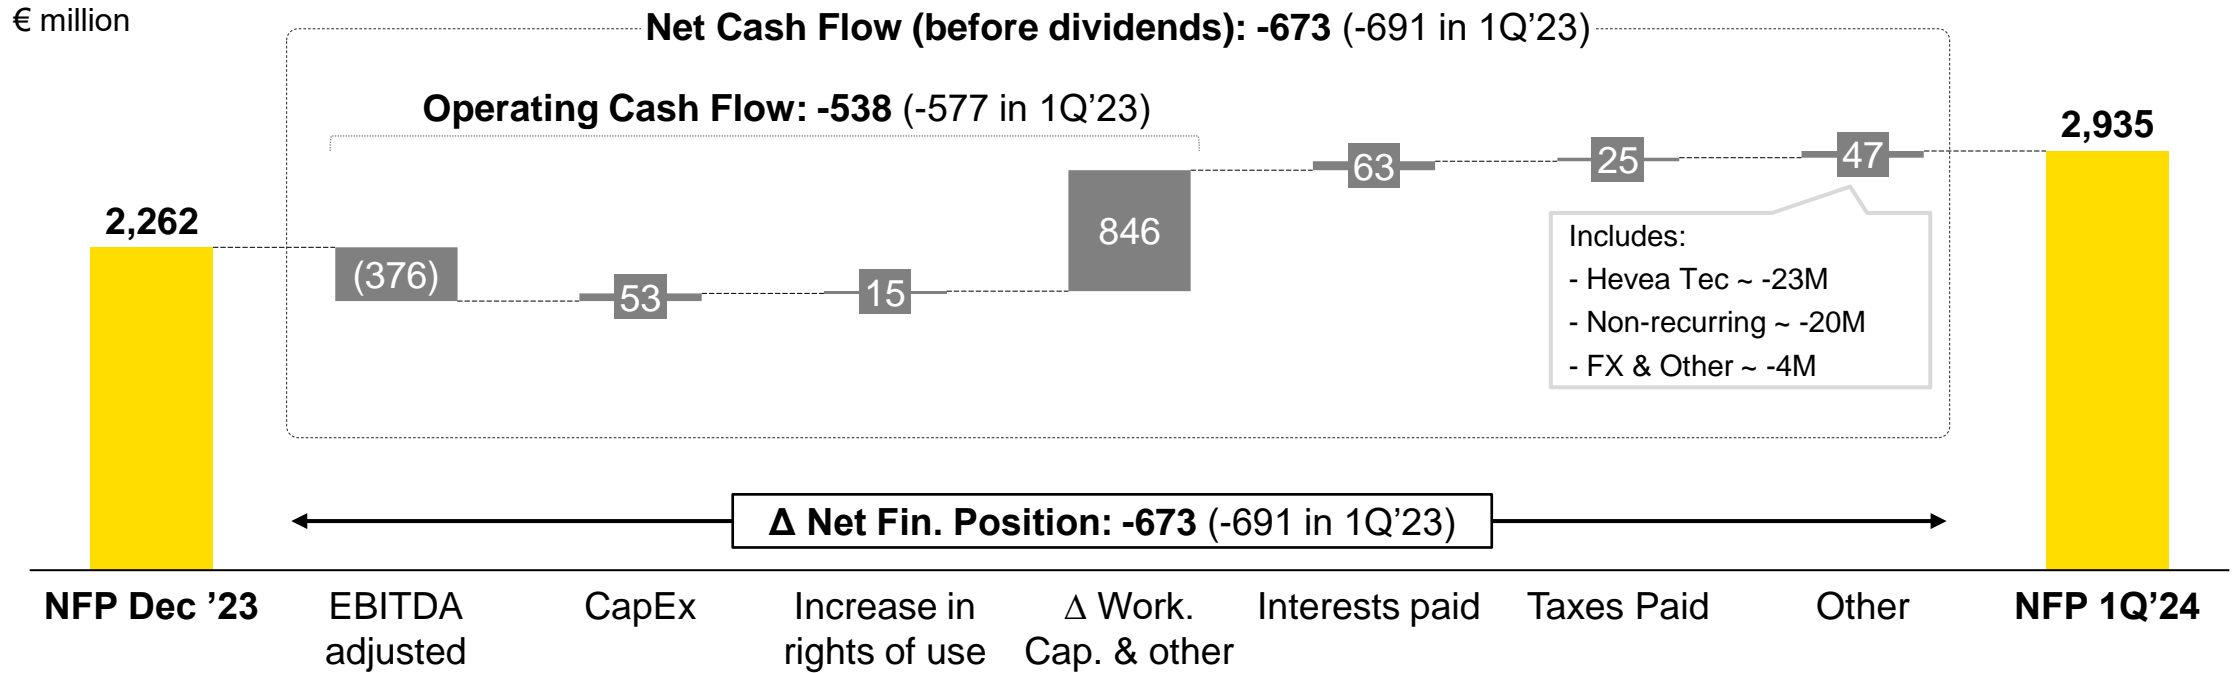 € million
Net Cash Flow (before dividends): -673 (-691 in 1Q’23)
Operating Cash Flow: -538 (-577 in 1Q’23)
2,262
(376)
53
15
846
63
25
47
2,935
Includes:
- Hevea Tec ~ -23M
- Non-recurring ~ -20M
- FX & Other ~ -4M
Δ Net Fin. Position: -673 (-691 in 1Q’23)
NFP Dec ’23
EBITDA
adjusted
CapEx
Increase in
rights of use
Δ Work.
Cap. & other
Interests paid
Taxes Paid
Other
NFP 1Q’24